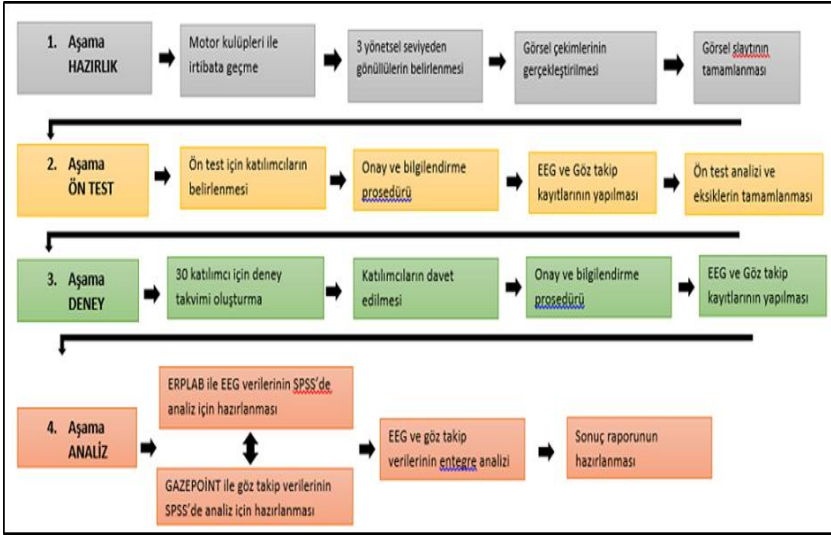 1. Aşama
HAZIRLIK
Motor kulüpleri ile
irtibata geçme
3 yönetsel seviyeden
gönüllülerin belirlenmesi
Görsel çekimlerinin
gerçekleştirilmesi
Görsel slaytının
tamamlanması
2. Aşama
ÖN TEST
Ön test için katılımcıların
belirlenmesi
Onay ve bilgilendirme
prosedürü
EEG ve Göz takip
kayıtlarının yapılması
Ön test analizi ve
eksiklerin tamamlanması
3. Aşama
DENEY
30 katılımcı için deney
takvimi oluşturma
Katılımcıların davet
edilmesi
Onay ve bilgilendirme
prosedürü
EEG ve Göz takip
kayıtlarının yapılması
4. Aşama
ANALİZ
ERPLAB ile EEG verilerinin SPSS'de
analiz için hazırlanması
GAZEPOİNT ile göz takip verilerinin
SPSS'de analiz için hazırlanması
EEG ve göz takip
verilerinin entegre analizi
Sonuç raporunun
hazırlanması